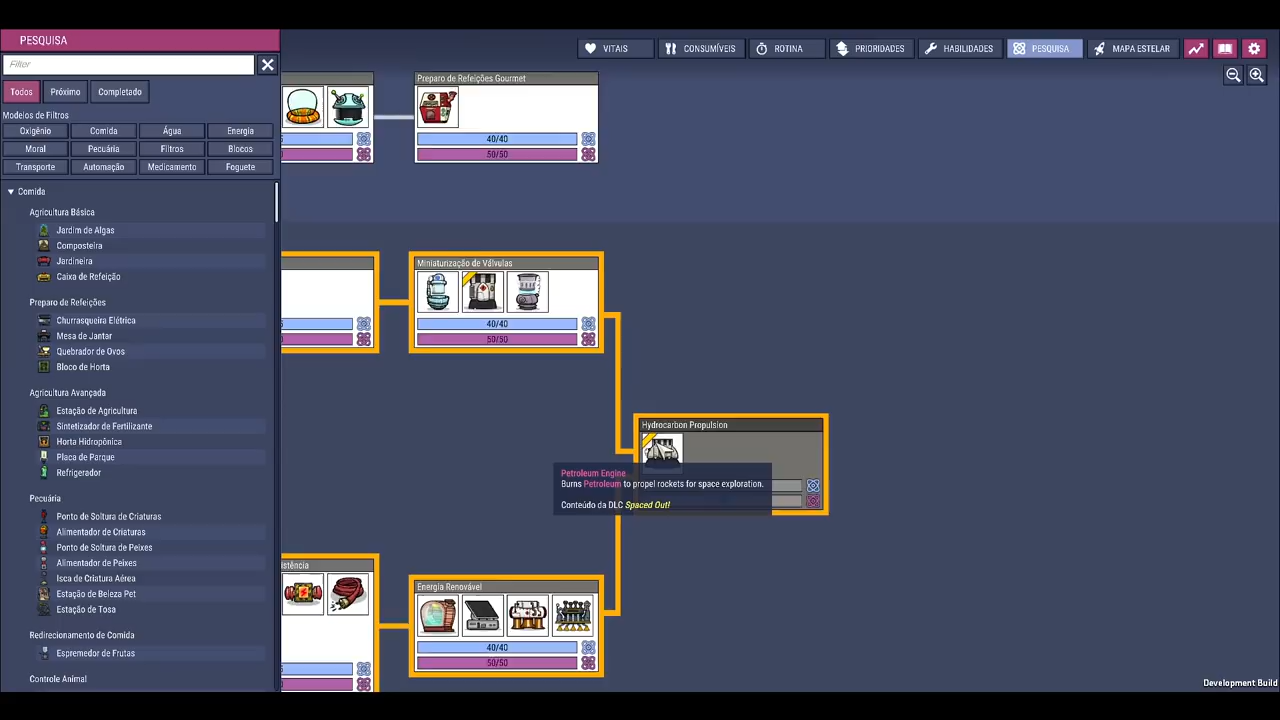 PESQUISA
VITAIS
CONSUMÍVEIS
ROTINA
PRIORIDADES
HABILIDADES
PESQUISA
MAPA ESTELAR
Filter
Todos
Próximo
Completado
Modelos de Filtros
Oxigênio
Comida
Água
Energia
Moral
Pecuária
Filtros
Blocos
Transporte
Automação
Medicamento
Foguete
Comida
Agricultura Básica
Jardim de Algas
Composteira
Jardineira
Caixa de Refeição
Preparo de Refeições
Churrasqueira Elétrica
Mesa de Jantar
Quebrador de Ovos
Bloco de Horta
Agricultura Avançada
Estação de Agricultura
Sintetizador de Fertilizante
Horta Hidropônica
Placa de Parque
Refrigerador
Pecuária
Ponto de Soltura de Criaturas
Alimentador de Criaturas
Ponto de Soltura de Peixes
Alimentador de Peixes
Isca de Criatura Aérea
Estação de Beleza Pet
Estação de Tosa
Redirecionamento de Comida
Espremedor de Frutas
Controle Animal
Preparo de Refeições Gourmet
40/40
50/50
Miniaturização de Válvulas
40/40
50/50
Hydrocarbon Propulsion
Petroleum Engine
Burns Petroleum to propel rockets for space exploration.
Conteúdo da DLC Spaced Out!
istência
Energia Renovável
40/40
50/50
Development Build